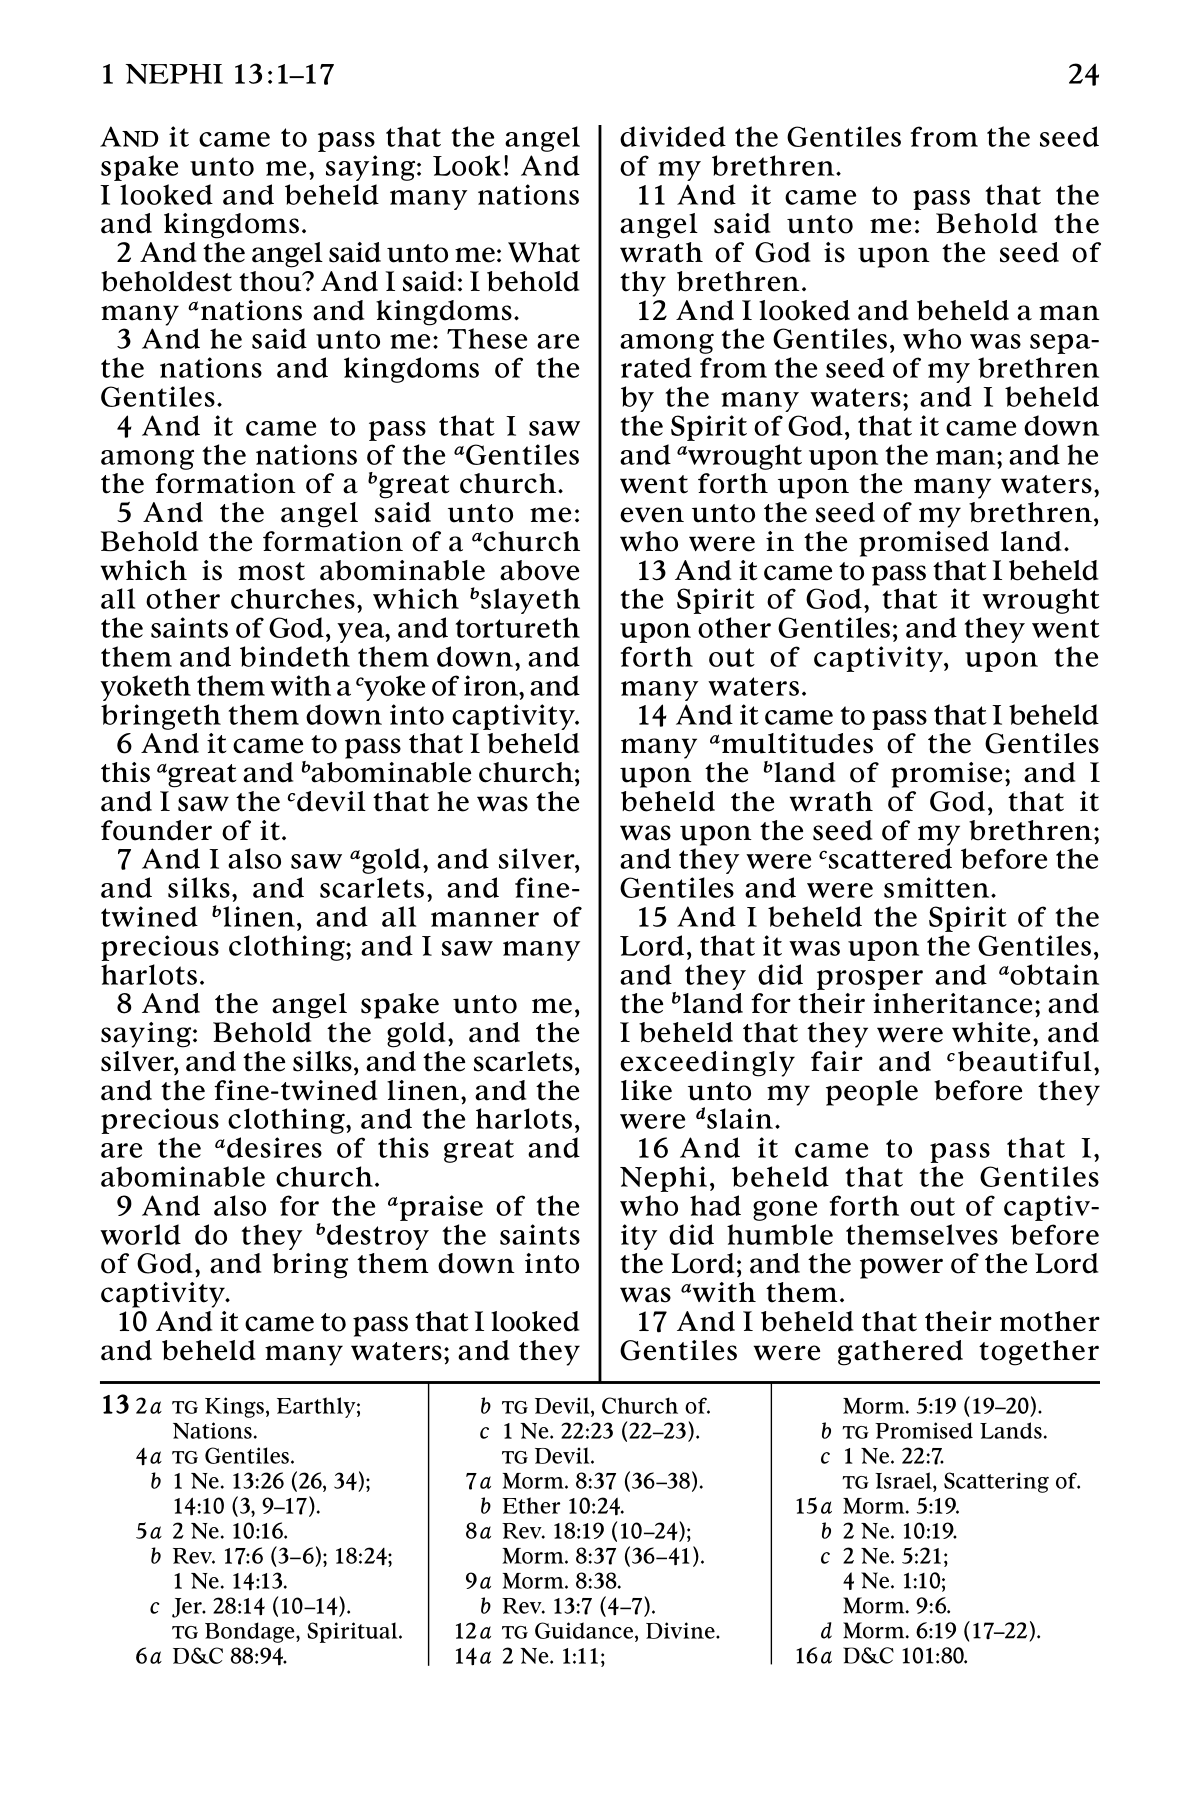 1 NEPHI 13:1–17
24
AND it came to pass that the angel
spake unto me, saying: Look! And
I looked and beheld many nations
and kingdoms.
2 And the angel said unto me: What
beholdest thou? And I said: I behold
many ᵃnations and kingdoms.
3 And he said unto me: These are
the nations and kingdoms of the
Gentiles.
4 And it came to pass that I saw
among the nations of the ᵃGentiles
the formation of a ᵇgreat church.
5 And the angel said unto me:
Behold the formation of a ᵃchurch
which is most abominable above
all other churches, which ᵇslayeth
the saints of God, yea, and tortureth
them and bindeth them down, and
yoketh them with a ᶜyoke of iron, and
bringeth them down into captivity.
6 And it came to pass that I beheld
this ᵃgreat and ᵇabominable church;
and I saw the ᶜdevil that he was the
founder of it.
7 And I also saw ᵃgold, and silver,
and silks, and scarlets, and fine-
twined ᵇlinen, and all manner of
precious clothing; and I saw many
harlots.
8 And the angel spake unto me,
saying: Behold the gold, and the
silver, and the silks, and the scarlets,
and the fine-twined linen, and the
precious clothing, and the harlots,
are the ᵃdesires of this great and
abominable church.
9 And also for the ᵃpraise of the
world do they ᵇdestroy the saints
of God, and bring them down into
captivity.
10 And it came to pass that I looked
and beheld many waters; and they
divided the Gentiles from the seed
of my brethren.
11 And it came to pass that the
angel said unto me: Behold the
wrath of God is upon the seed of
thy brethren.
12 And I looked and beheld a man
among the Gentiles, who was sepa-
rated from the seed of my brethren
by the many waters; and I beheld
the Spirit of God, that it came down
and ᵃwrought upon the man; and he
went forth upon the many waters,
even unto the seed of my brethren,
who were in the promised land.
13 And it came to pass that I beheld
the Spirit of God, that it wrought
upon other Gentiles; and they went
forth out of captivity, upon the
many waters.
14 And it came to pass that I beheld
many ᵃmultitudes of the Gentiles
upon the ᵇland of promise; and I
beheld the wrath of God, that it
was upon the seed of my brethren;
and they were ᶜscattered before the
Gentiles and were smitten.
15 And I beheld the Spirit of the
Lord, that it was upon the Gentiles,
and they did prosper and ᵃobtain
the ᵇland for their inheritance; and
I beheld that they were white, and
exceedingly fair and ᶜbeautiful,
like unto my people before they
were ᵈslain.
16 And it came to pass that I,
Nephi, beheld that the Gentiles
who had gone forth out of captiv-
ity did humble themselves before
the Lord; and the power of the Lord
was ᵃwith them.
17 And I beheld that their mother
Gentiles were gathered together
13 2a TG Kings, Earthly;
Nations.
4a TG Gentiles.
b 1 Ne. 13:26 (26, 34);
14:10 (3, 9–17).
5a 2 Ne. 10:16.
b Rev. 17:6 (3–6); 18:24;
1 Ne. 14:13.
c Jer. 28:14 (10–14).
TG Bondage, Spiritual.
6a D&C 88:94.
b TG Devil, Church of.
c 1 Ne. 22:23 (22–23).
TG Devil.
7a Morm. 8:37 (36–38).
b Ether 10:24.
8a Rev. 18:19 (10–24);
Morm. 8:37 (36–41).
9a Morm. 8:38.
b Rev. 13:7 (4–7).
12a TG Guidance, Divine.
14a 2 Ne. 1:11;
Morm. 5:19 (19–20).
b TG Promised Lands.
c 1 Ne. 22:7.
TG Israel, Scattering of.
15a Morm. 5:19.
b 2 Ne. 10:19.
c 2 Ne. 5:21;
4 Ne. 1:10;
Morm. 9:6.
d Morm. 6:19 (17–22).
16a D&C 101:80.